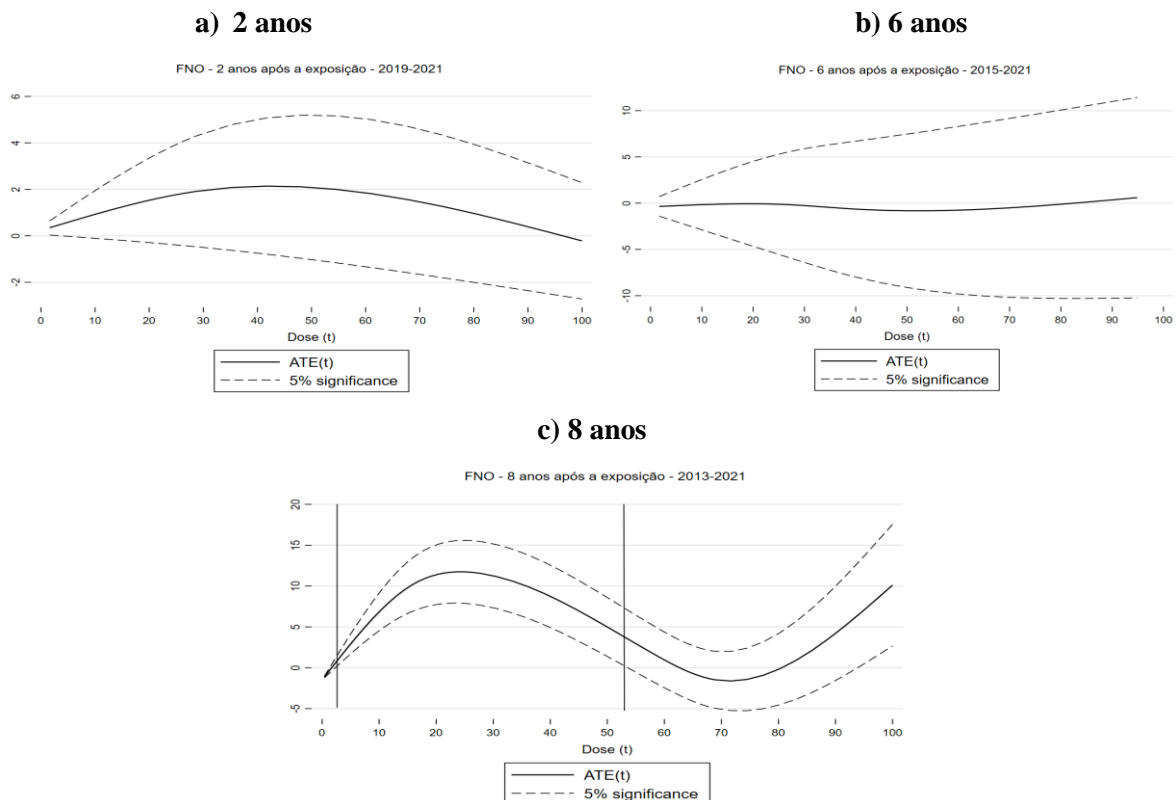 a) 2 anos
FNO - 2 anos após a exposição - 2019-2021
6
4
2
0
-2
0 10 20 30 40 50 60 70 80 90 100
Dose (t)
ATE(t)
5% significance
b) 6 anos
FNO - 6 anos após a exposição - 2015-2021
10
5
0
-5
-10
0 10 20 30 40 50 60 70 80 90 100
Dose (t)
ATE(t)
5% significance
c) 8 anos
FNO - 8 anos após a exposição - 2013-2021
20
15
10
5
0
-5
0 10 20 30 40 50 60 70 80 90 100
Dose (t)
ATE(t)
5% significance